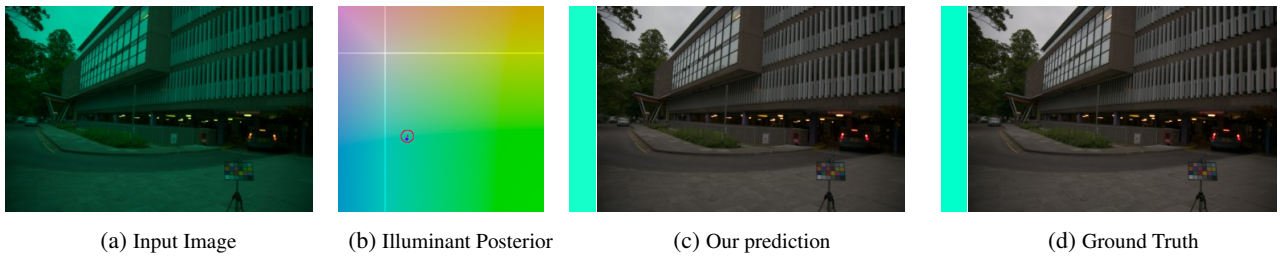 (a) Input Image
(b) Illuminant Posterior
(c) Our prediction
(d) Ground Truth